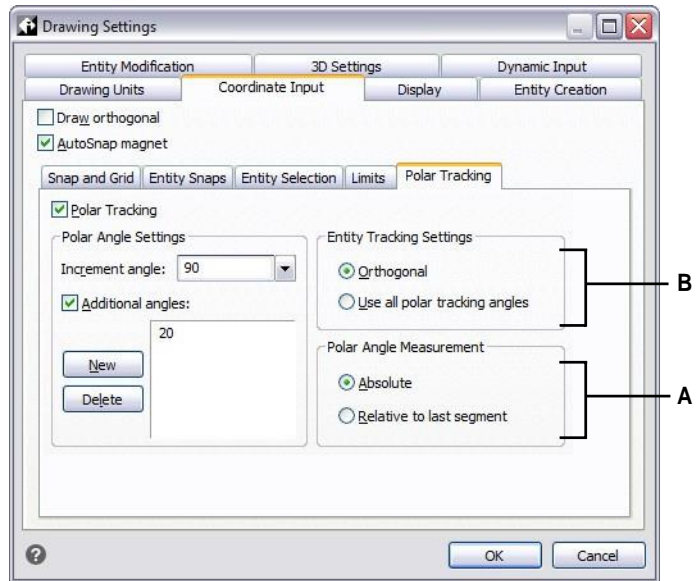 Drawing Settings
Entity Modification 3D Settings Dynamic Input
Drawing Units Coordinate Input Display Entity Creation
Draw orthogonal
AutoSnap magnet
Snap and Grid Entity Snaps Entity Selection Limits Polar Tracking
Polar Tracking
Polar Angle Settings
Increment angle: 90
Additional angles:
20
New
Delete
Entity Tracking Settings
Orthogonal
Use all polar tracking angles
B
Polar Angle Measurement
Absolute
Relative to last segment
A
?
OK Cancel